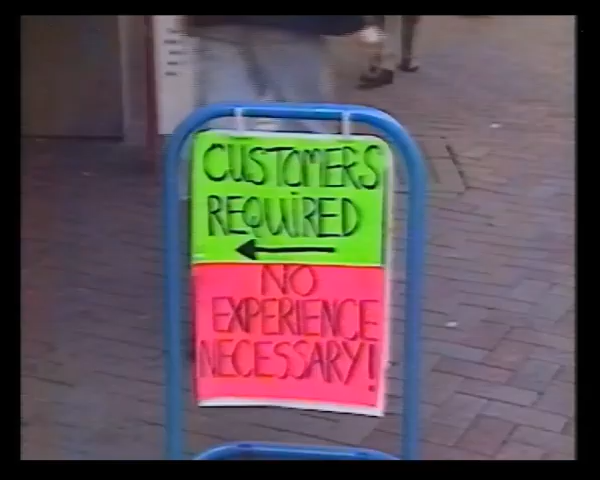 CUSTOMERS
REQUIRED
NO
EXPERIENCE
NECESSARY!